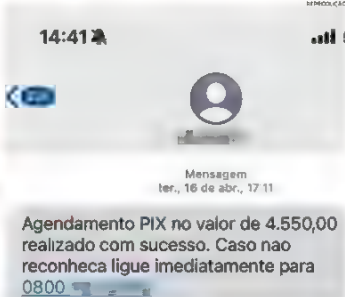 REPRODUÇÃO
14:41
Mensagem
ter., 16 de abr., 17:11
Agendamento PIX no valor de 4.550,00
realizado com sucesso. Caso nao
reconheca ligue imediatamente para
0800